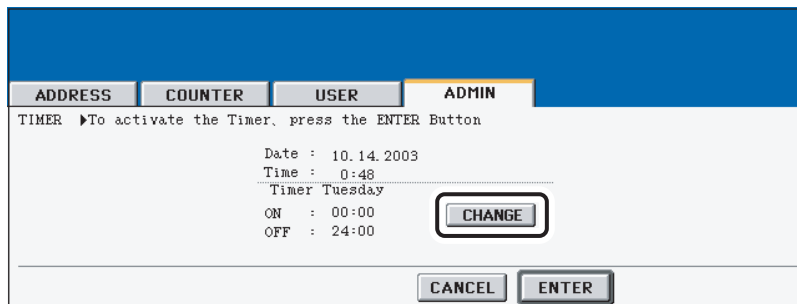 ADDRESS COUNTER USER ADMIN
TIMER ▶To activate the Timer、press the ENTER Button
Date : 10.14.2003
Time : 0:48
Timer Tuesday
ON : 00:00 CHANGE
OFF : 24:00
CANCEL ENTER